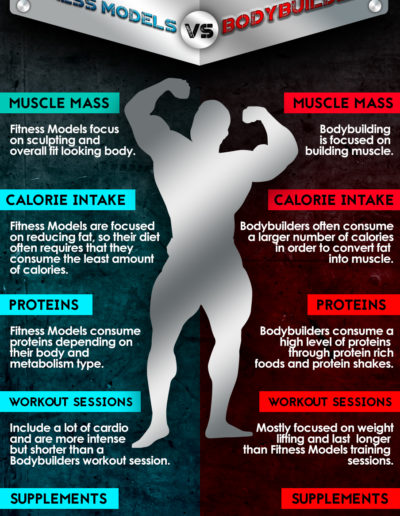 NESS MODELS VS BODYBUILDE
MUSCLE MASS
Fitness Models focus
on sculpting and
overall fit looking body.
MUSCLE MASS
Bodybuilding
is focused on
building muscle.
CALORIE INTAKE
Fitness Models are focused
on reducing fat, so their diet
often requires that they
consume the least amount
of calories.
CALORIE INTAKE
Bodybuilders often consume
a larger number of calories
in order to convert fat
into muscle.
PROTEINS
Fitness Models consume
proteins depending on
their body and
metabolism type.
PROTEINS
Bodybuilders consume a
high level of proteins
through protein rich
foods and protein shakes.
WORKOUT SESSIONS
Include a lot of cardio
and are more intense
but shorter than a
Bodybuilders workout session.
WORKOUT SESSIONS
Mostly focused on weight
lifting and last longer
than Fitness Models training
sessions.
SUPPLEMENTS
SUPPLEMENTS